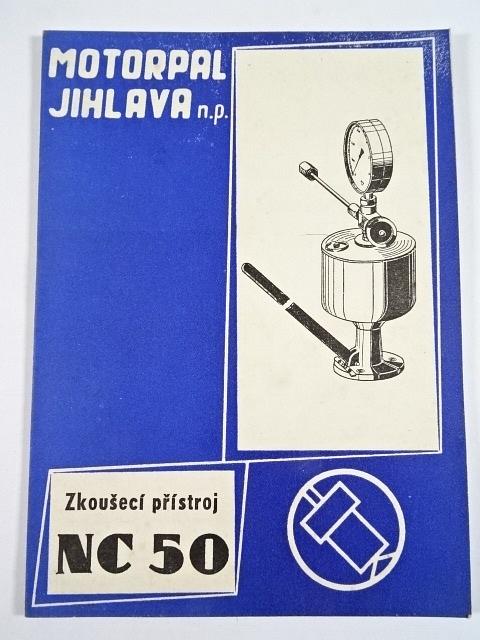 MOTORPAL
JIHLAVA n.p.
Zkoušecí přístroj
NC 50